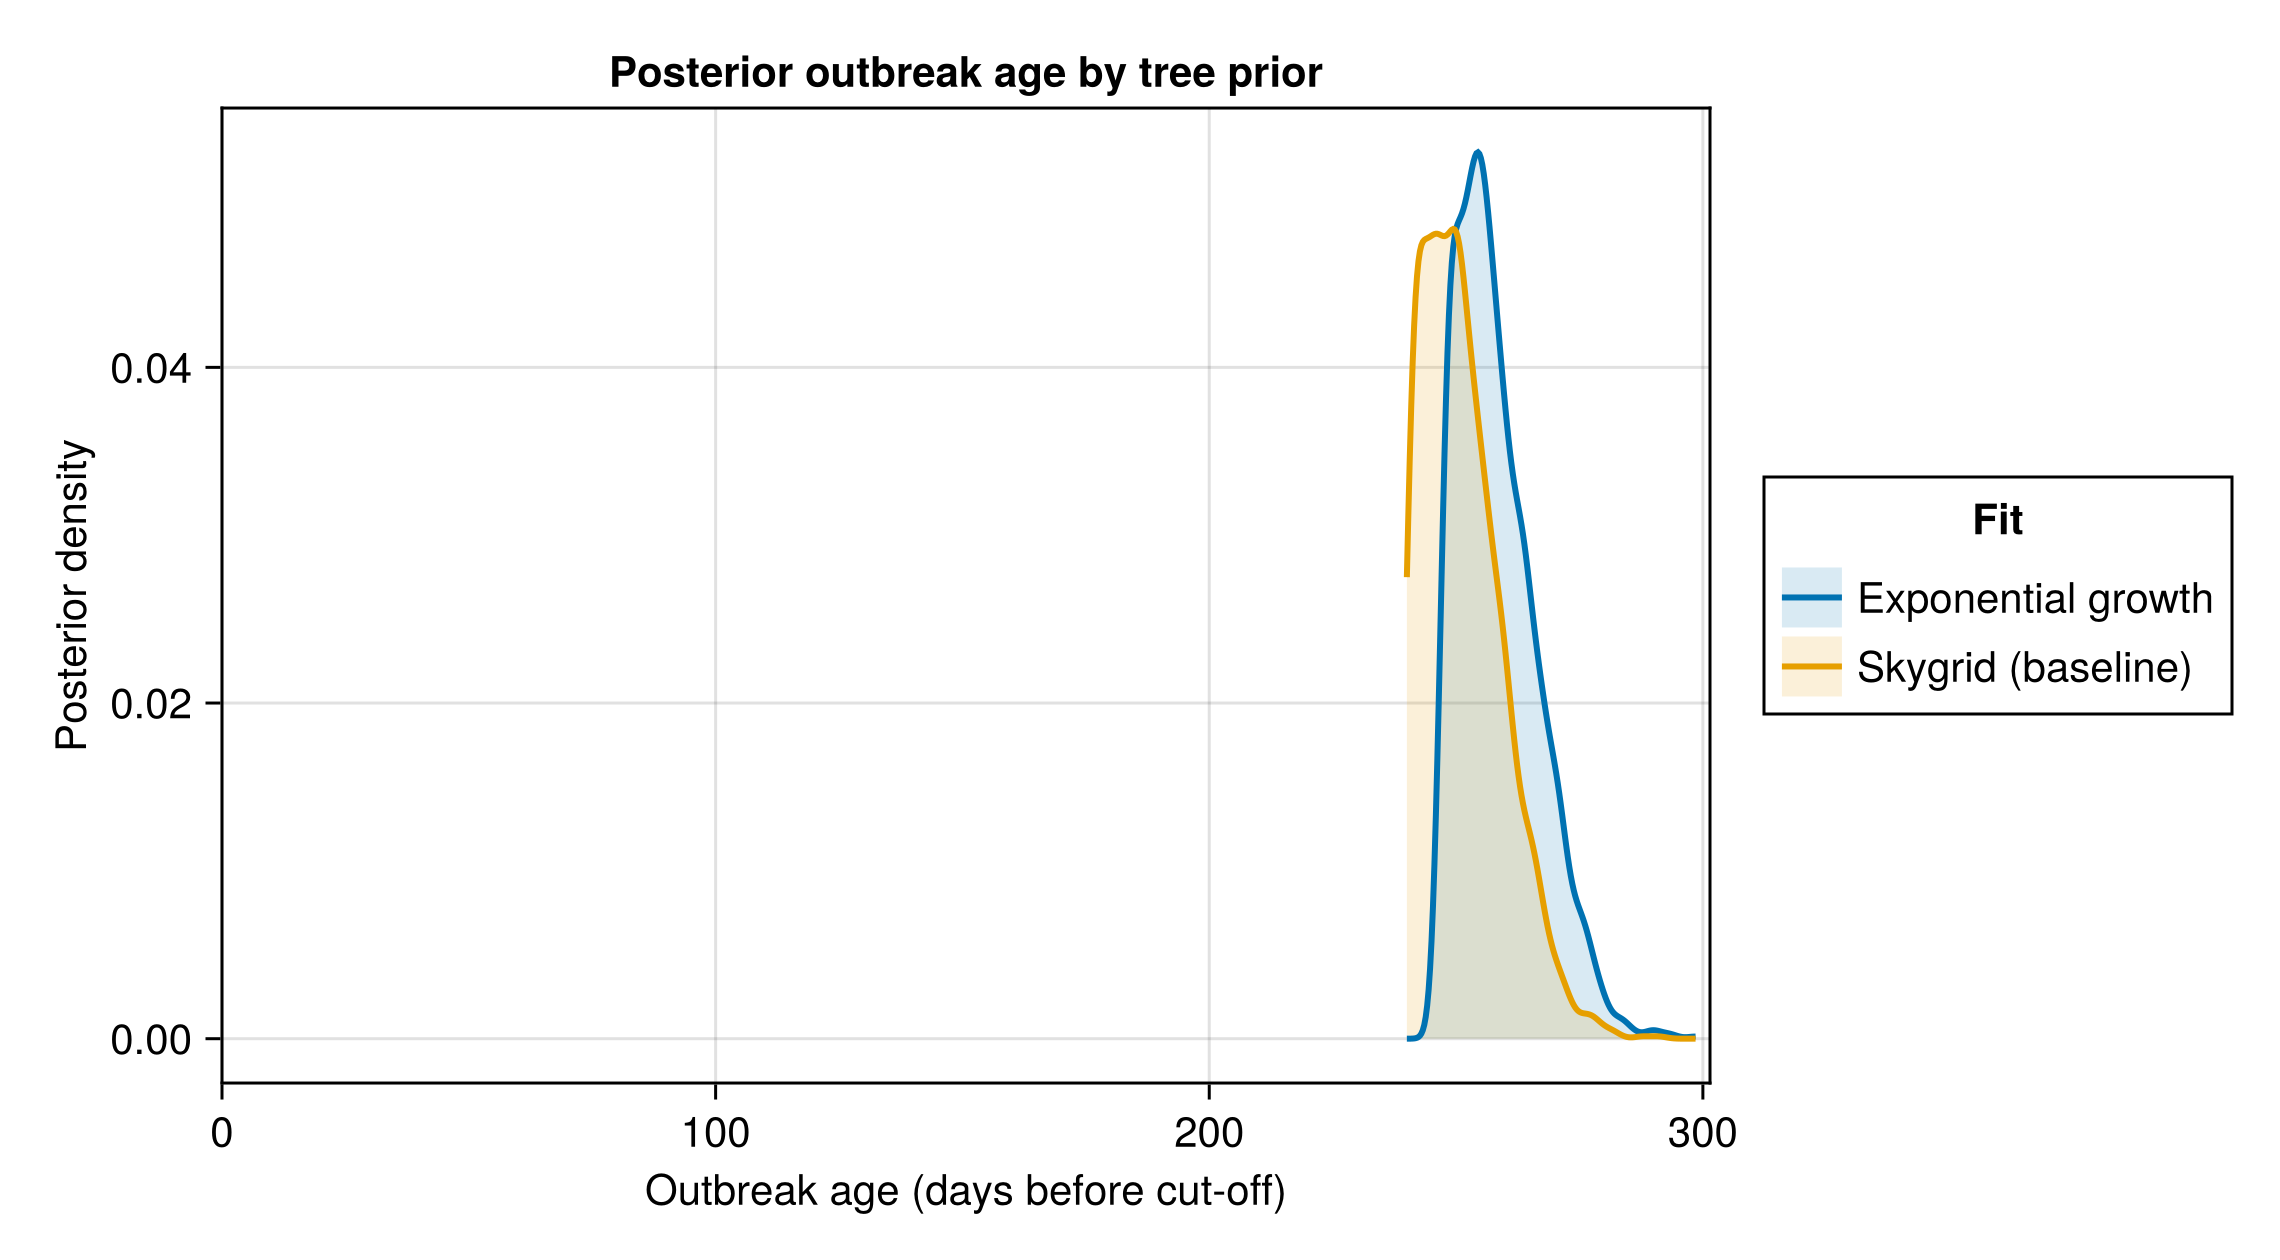 Posterior outbreak age by tree prior
Posterior density
0.04
0.02
0.00
0
100
200
300
Outbreak age (days before cut-off)
Fit
Exponential growth
Skygrid (baseline)